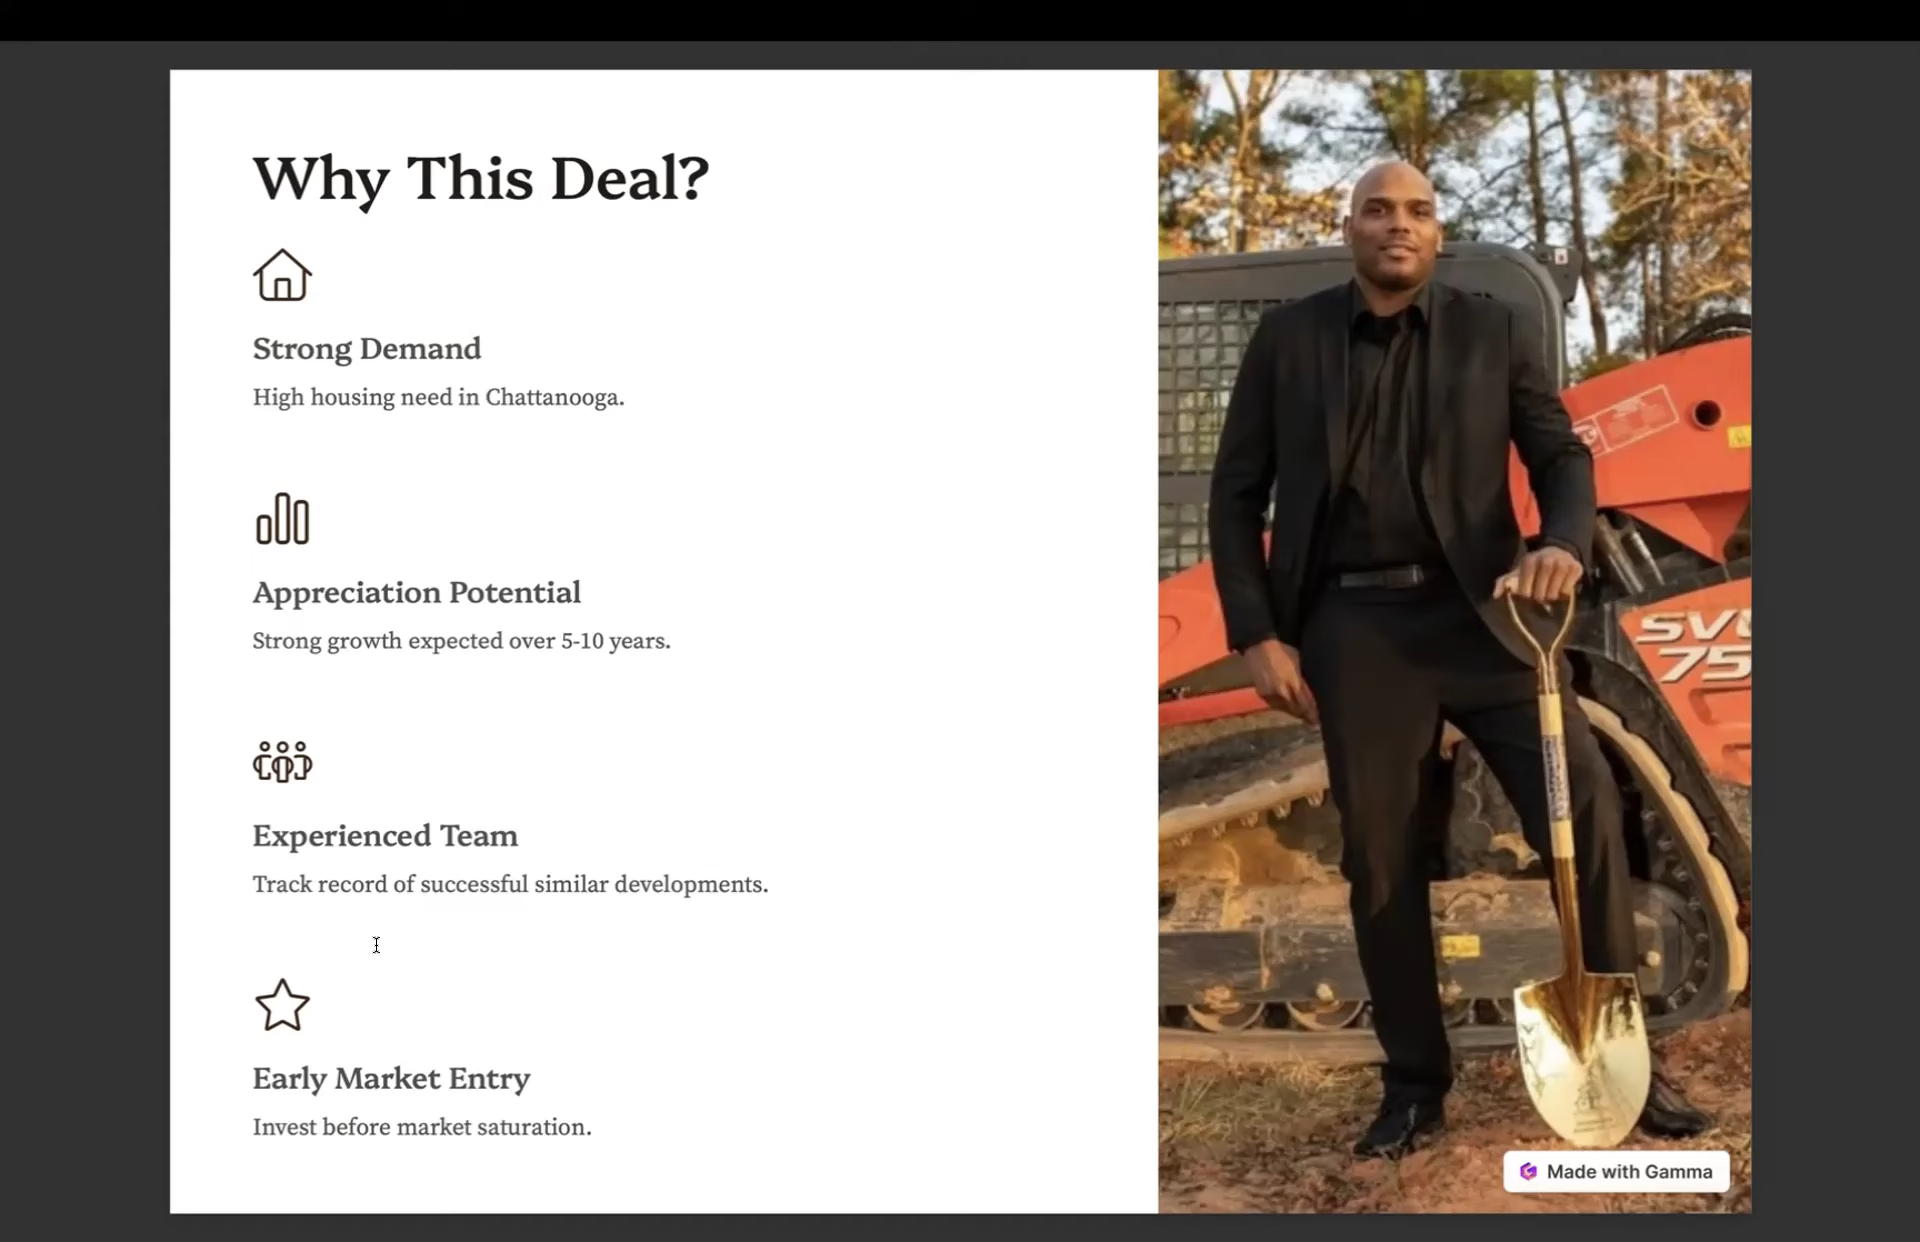 Why This Deal?
Strong Demand
High housing need in Chattanooga.
Appreciation Potential
Strong growth expected over 5-10 years.
Experienced Team
Track record of successful similar developments.
Early Market Entry
Invest before market saturation.
75
Made with Gamma